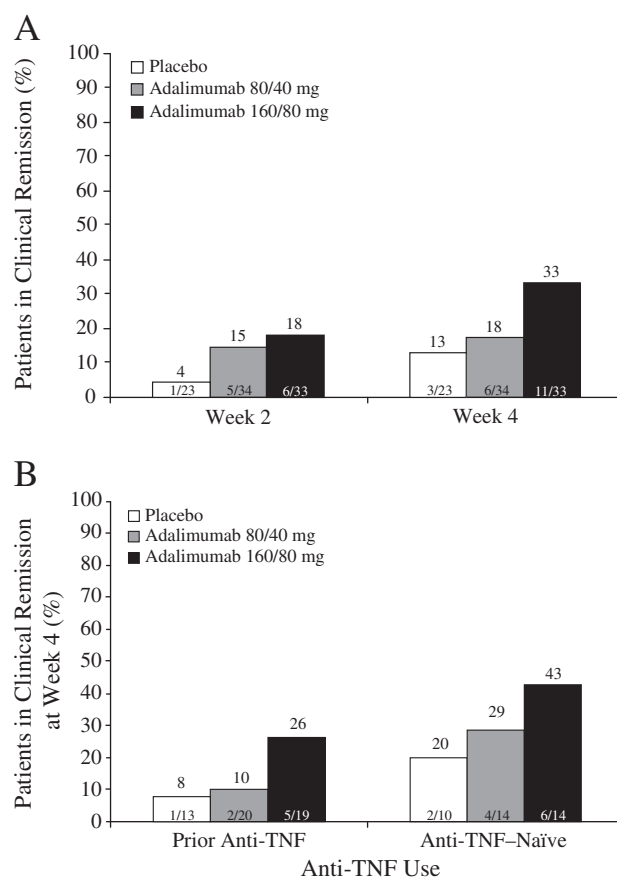 A
Patients in Clinical Remission (%)
100
90
80
70
60
50
40
30
20
10
0
Placebo
Adalimumab 80/40 mg
Adalimumab 160/80 mg
4
15
18
13
18
33
1/23
5/34
6/33
3/23
6/34
11/33
Week 2
Week 4
B
Patients in Clinical Remission
at Week 4 (%)
100
90
80
70
60
50
40
30
20
10
0
Placebo
Adalimumab 80/40 mg
Adalimumab 160/80 mg
8
10
26
20
29
43
1/13
2/20
5/19
2/10
4/14
6/14
Prior Anti-TNF
Anti-TNF–Naïve
Anti-TNF Use